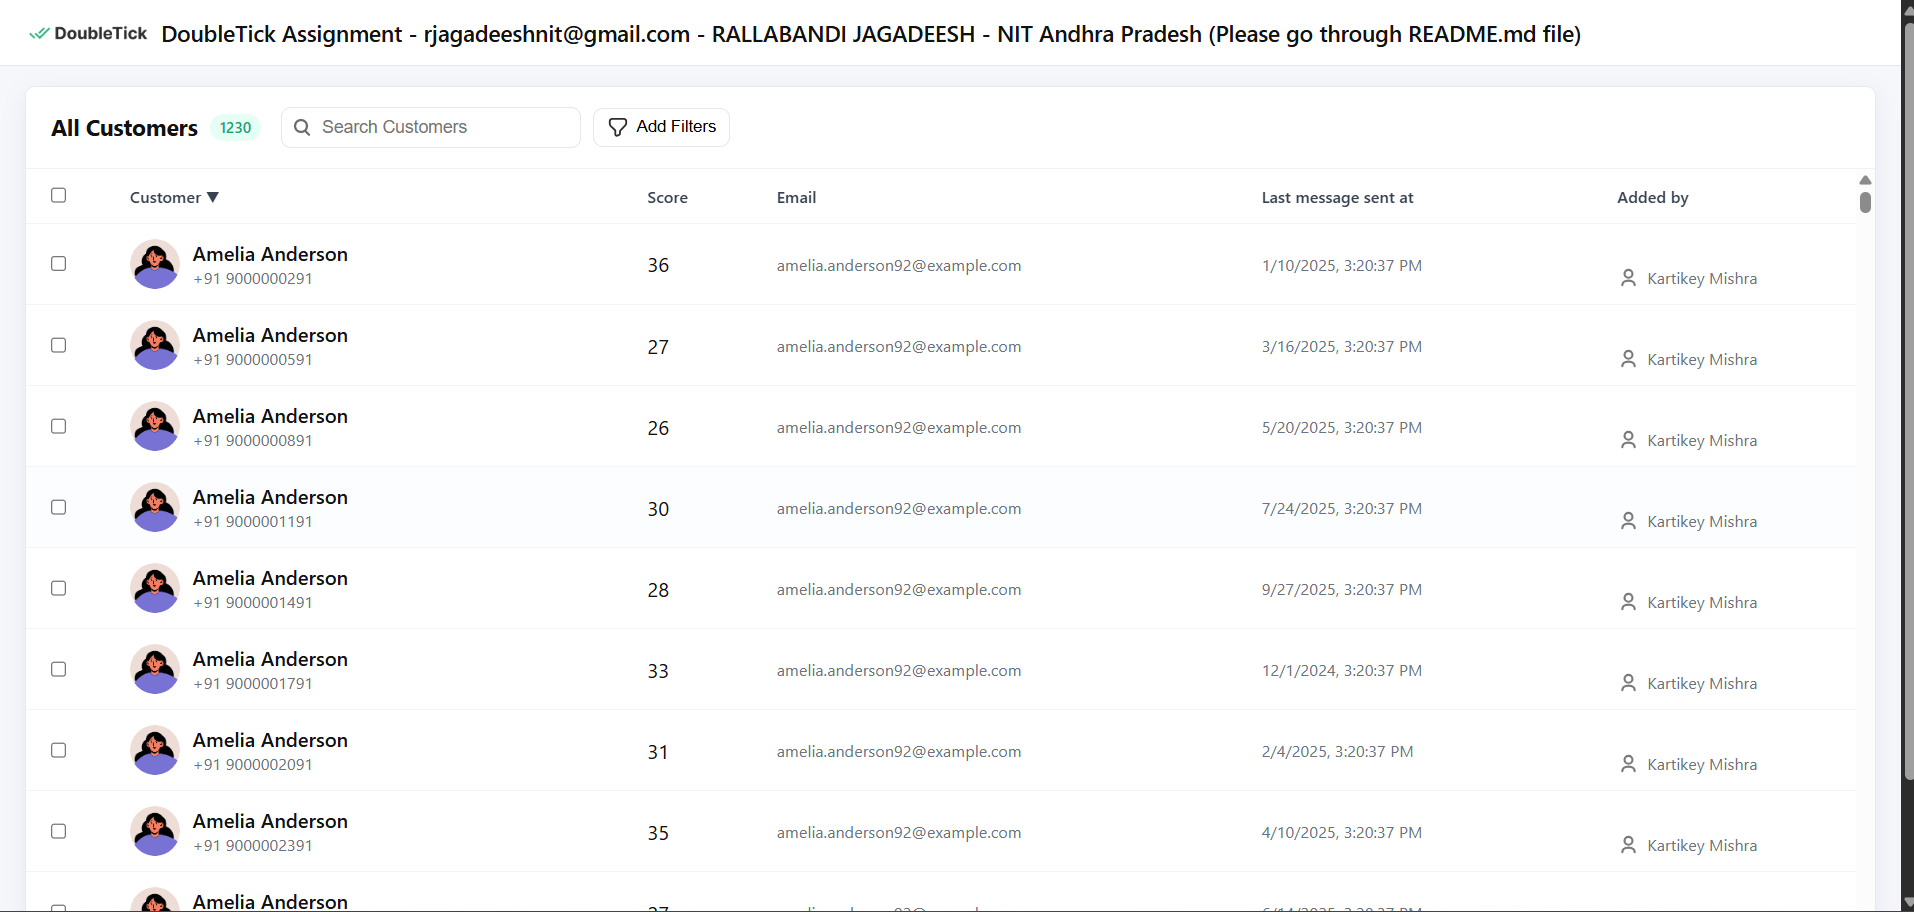 DoubleTick DoubleTick Assignment - rjagadeeshnit@gmail.com - RALLABANDI JAGADEESH - NIT Andhra Pradesh (Please go through README.md file)
All Customers 1230 Search Customers Add Filters
Customer ▼ Score Email Last message sent at Added by
Amelia Anderson
+91 9000000291
36 amelia.anderson92@example.com 1/10/2025, 3:20:37 PM Kartikey Mishra
Amelia Anderson
+91 9000000591
27 amelia.anderson92@example.com 3/16/2025, 3:20:37 PM Kartikey Mishra
Amelia Anderson
+91 9000000891
26 amelia.anderson92@example.com 5/20/2025, 3:20:37 PM Kartikey Mishra
Amelia Anderson
+91 9000001191
30 amelia.anderson92@example.com 7/24/2025, 3:20:37 PM Kartikey Mishra
Amelia Anderson
+91 9000001491
28 amelia.anderson92@example.com 9/27/2025, 3:20:37 PM Kartikey Mishra
Amelia Anderson
+91 9000001791
33 amelia.anderson92@example.com 12/1/2024, 3:20:37 PM Kartikey Mishra
Amelia Anderson
+91 9000002091
31 amelia.anderson92@example.com 2/4/2025, 3:20:37 PM Kartikey Mishra
Amelia Anderson
+91 9000002391
35 amelia.anderson92@example.com 4/10/2025, 3:20:37 PM Kartikey Mishra
Amelia Anderson